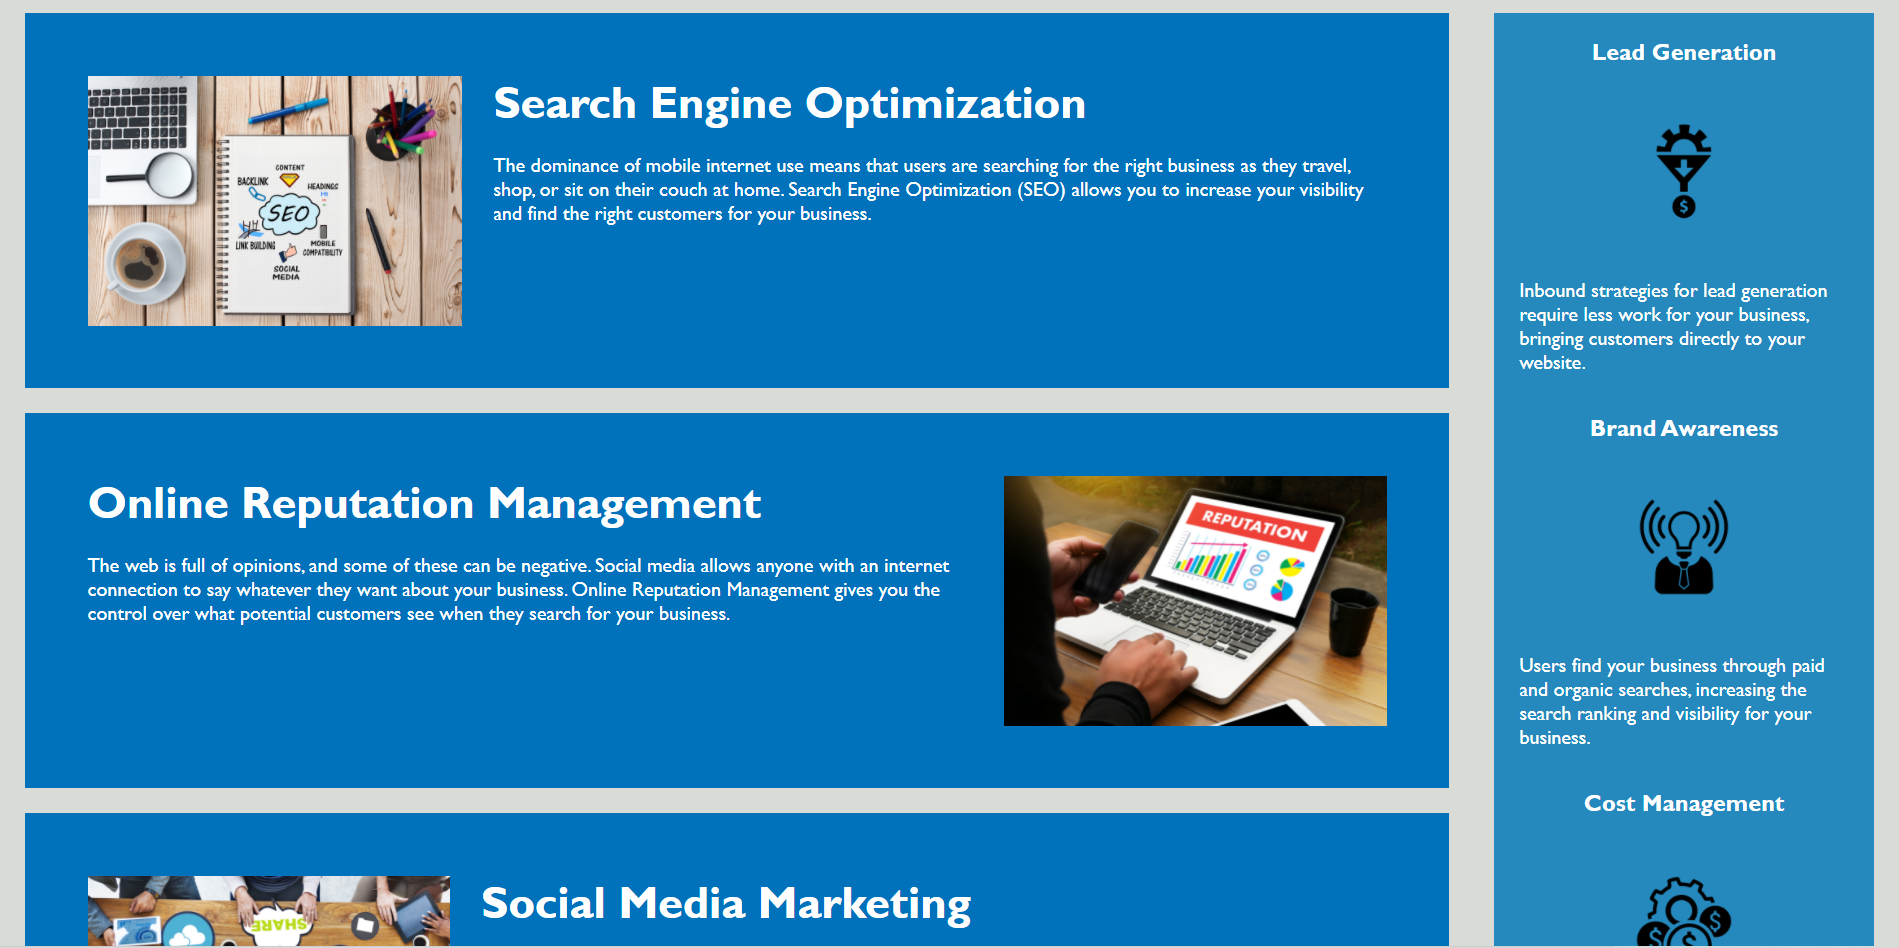 Search Engine Optimization
The dominance of mobile internet use means that users are searching for the right business as they travel,
shop, or sit on their couch at home. Search Engine Optimization (SEO) allows you to increase your visibility
and find the right customers for your business.
CONTENT
BACKLINK
HEADINGS
H1
H2
H3
SEO
LINK BUILDING
MOBILE
COMPATIBILITY
SOCIAL
MEDIA
Online Reputation Management
The web is full of opinions, and some of these can be negative. Social media allows anyone with an internet
connection to say whatever they want about your business. Online Reputation Management gives you the
control over what potential customers see when they search for your business.
REPUTATION
Social Media Marketing
SHARE
Lead Generation
$
Inbound strategies for lead generation
require less work for your business,
bringing customers directly to your
website.
Brand Awareness
Users find your business through paid
and organic searches, increasing the
search ranking and visibility for your
business.
Cost Management
$
$
$